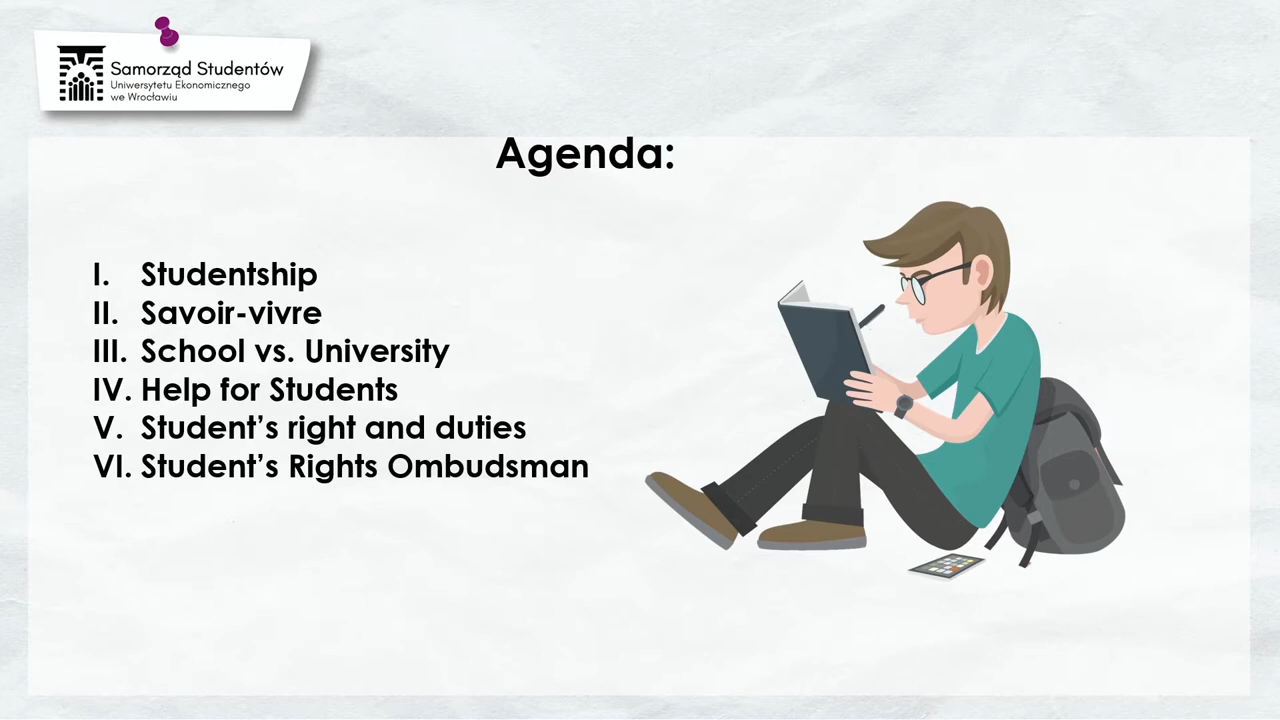 Samorząd Studentów
Uniwersytetu Ekonomicznego
we Wrocławiu
Agenda:
I. Studentship
II. Savoir-vivre
III. School vs. University
IV. Help for Students
V. Student’s right and duties
VI. Student’s Rights Ombudsman